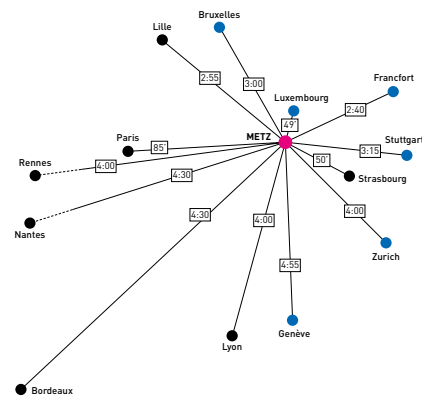 Bruxelles
Lille
2:55
3:00
Francfort
Luxembourg
2:40
49'
METZ
Stuttgart
Paris
85'
3:15
50'
Rennes
4:00
4:30
Strasbourg
4:30
4:00
4:00
Nantes
Zurich
4:55
Genève
Lyon
Bordeaux